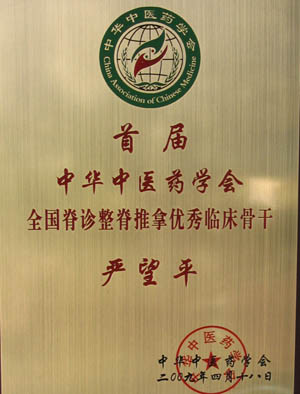 中华中医药学会
China Association of Chinese Medicine
首届
中华中医药学会
全国脊诊整脊推拿优秀临床骨干
严望平
中华中医药学会
二00九年四月十八日